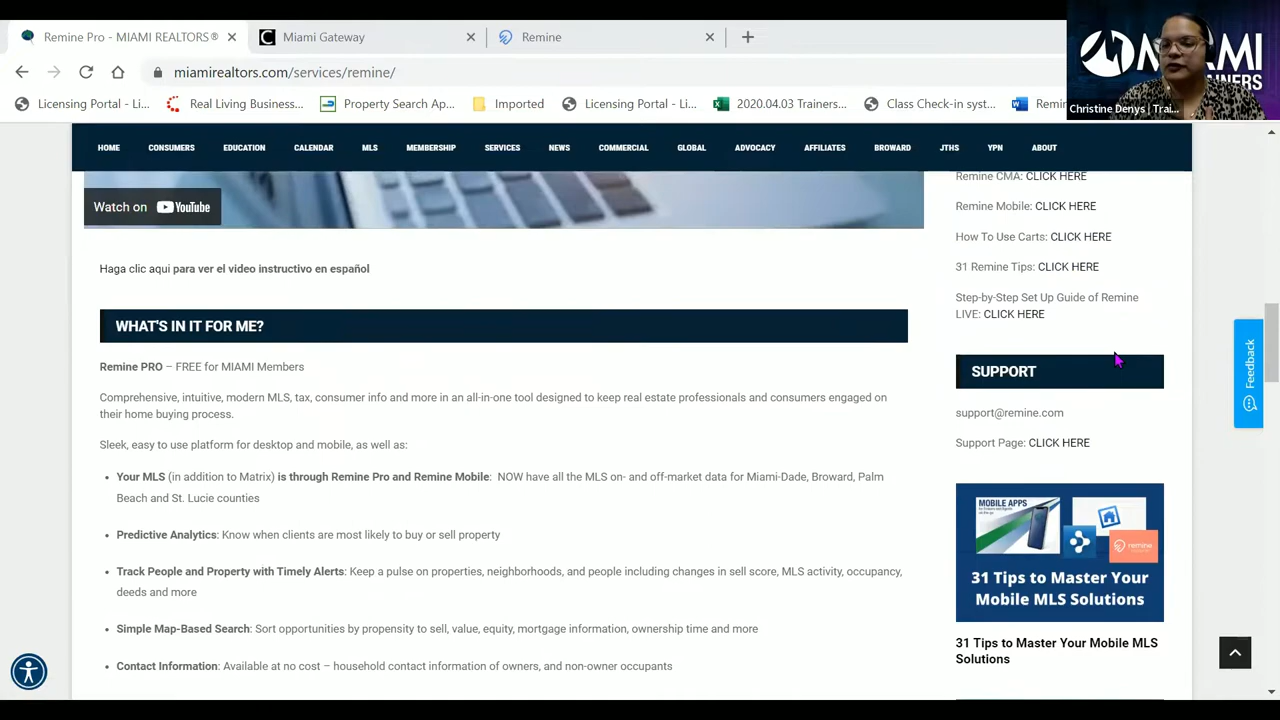 Remine Pro - MIAMI REALTORS®
Miami Gateway
Remine
miamirealtors.com/services/remine/
Licensing Portal - Li...
Real Living Business...
Property Search Ap...
Imported
Licensing Portal - Li...
2020.04.03 Trainers...
Class Check-in syst...
Christine Denys | Trai...
HOME
CONSUMERS
EDUCATION
CALENDAR
MLS
MEMBERSHIP
SERVICES
NEWS
COMMERCIAL
GLOBAL
ADVOCACY
AFFILIATES
BROWARD
JTHS
YPN
ABOUT
Watch on YouTube
Haga clic aqui para ver el video instructivo en español
WHAT'S IN IT FOR ME?
Remine PRO – FREE for MIAMI Members
Comprehensive, intuitive, modern MLS, tax, consumer info and more in an all-in-one tool designed to keep real estate professionals and consumers engaged on
their home buying process.
Sleek, easy to use platform for desktop and mobile, as well as:
• Your MLS (in addition to Matrix) is through Remine Pro and Remine Mobile: NOW have all the MLS on- and off-market data for Miami-Dade, Broward, Palm
Beach and St. Lucie counties
• Predictive Analytics: Know when clients are most likely to buy or sell property
• Track People and Property with Timely Alerts: Keep a pulse on properties, neighborhoods, and people including changes in sell score, MLS activity, occupancy,
deeds and more
• Simple Map-Based Search: Sort opportunities by propensity to sell, value, equity, mortgage information, ownership time and more
• Contact Information: Available at no cost – household contact information of owners, and non-owner occupants
Remine CMA: CLICK HERE
Remine Mobile: CLICK HERE
How To Use Carts: CLICK HERE
31 Remine Tips: CLICK HERE
Step-by-Step Set Up Guide of Remine
LIVE: CLICK HERE
SUPPORT
support@remine.com
Support Page: CLICK HERE
MOBILE APPS
remine
31 Tips to Master Your
Mobile MLS Solutions
31 Tips to Master Your Mobile MLS
Solutions
Feedback